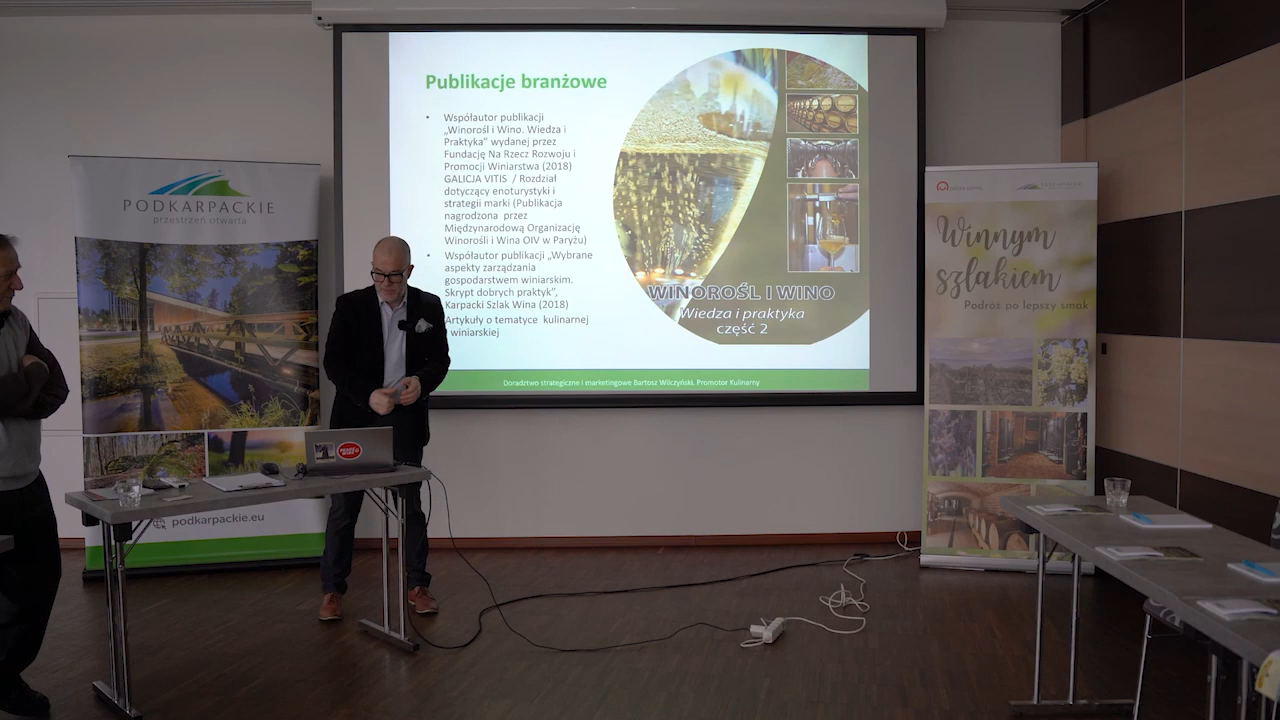 Publikacje branżowe
• Współautor publikacji
„Winorośl i Wino. Wiedza i
Praktyka” wydanej przez
Fundację Na Rzecz Rozwoju i
Promocji Winiarstwa (2018)
GALICJA VITIS / Rozdział
dotyczący enoturystyki i
strategii marki (Publikacja
nagrodzona przez
Międzynarodową Organizację
Winorośli i Wina OIV w Paryżu)
• Współautor publikacji „Wybrane
aspekty zarządzania
gospodarstwem winiarskim.
Skrypt dobrych praktyk”,
Karpacki Szlak Wina (2018)
Artykuły o tematyce kulinarnej
winiarskiej
WINOROŚL I WINO
Wiedza i praktyka
część 2
Doradztwo strategiczne i marketingowe Bartosz Wilczyński. Promotor Kulinarny
PODKARPACKIE
przestrzeń otwarta
podkarpackie.eu
PODKARPACKIE
Winnym
szlakiem
Podróż po lepszy smak